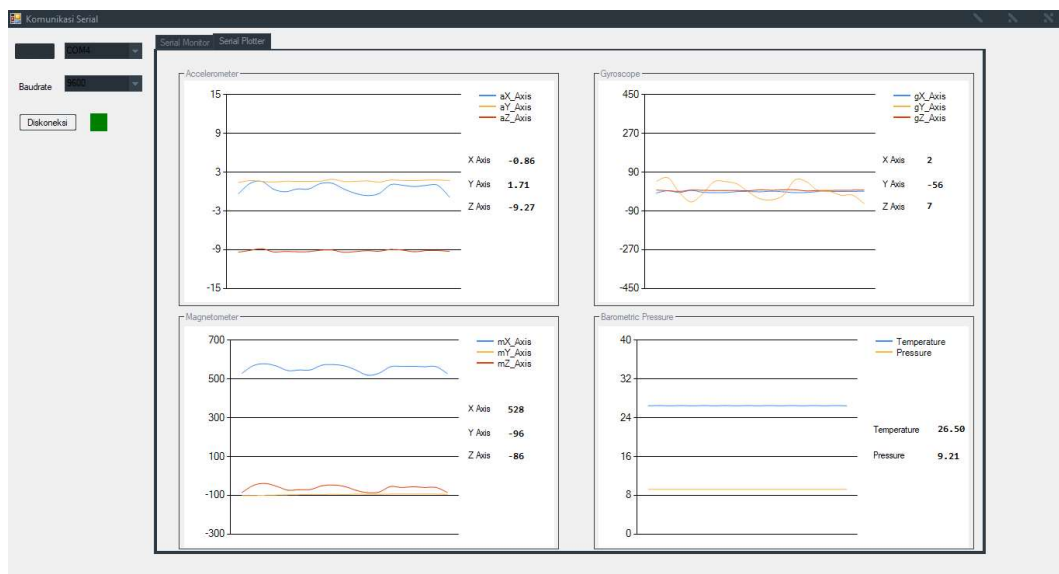 Komunikasi Serial
COM4
Baudrate
9600
Diskoneksi
Serial Monitor
Serial Plotter
Accelerometer
15
9
3
-3
-9
-15
aX_Axis
aY_Axis
aZ_Axis
X Axis -0.86
Y Axis 1.71
Z Axis -9.27
Gyroscope
450
270
90
-90
-270
-450
gX_Axis
gY_Axis
gZ_Axis
X Axis 2
Y Axis -56
Z Axis 7
Magnetometer
700
500
300
100
-100
-300
mX_Axis
mY_Axis
mZ_Axis
X Axis 528
Y Axis -96
Z Axis -86
Barometric Pressure
40
32
24
16
8
0
Temperature
Pressure
Temperature 26.50
Pressure 9.21